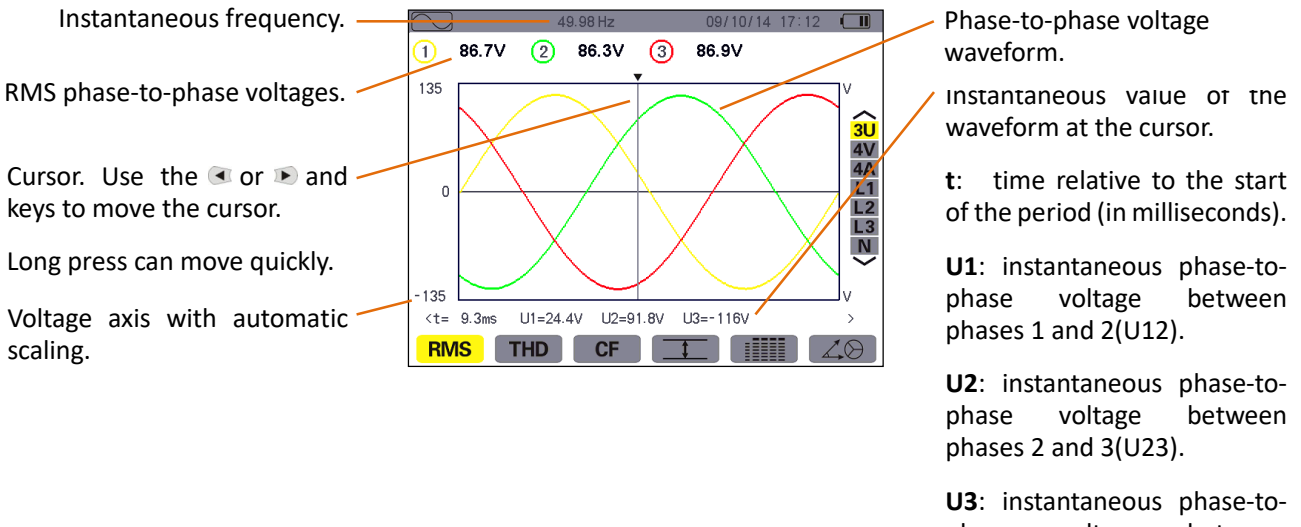 Instantaneous frequency.
RMS phase-to-phase voltages.
Cursor. Use the or and
keys to move the cursor.
Long press can move quickly.
Voltage axis with automatic
scaling.
49.98 Hz 09/10/14 17:12
1 86.7V 2 86.3V 3 86.9V
135 V
0
-135 V
3U
4V
4A
L1
L2
L3
N
<t= 9.3ms U1=24.4V U2=91.8V U3=-116V >
RMS THD CF
Phase-to-phase voltage
waveform.
Instantaneous value of the
waveform at the cursor.
t: time relative to the start
of the period (in milliseconds).
U1: instantaneous phase-to-
phase voltage between
phases 1 and 2(U12).
U2: instantaneous phase-to-
phase voltage between
phases 2 and 3(U23).
U3: instantaneous phase-to-